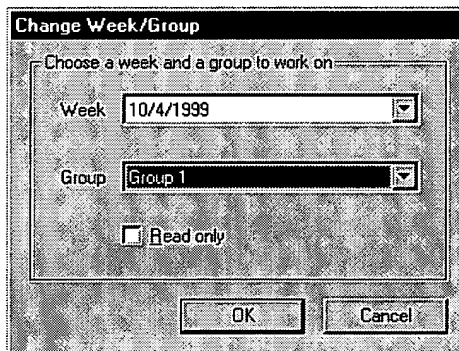 Change Week/Group
Choose a week and a group to work on
Week 10/4/1999
Group Group 1
Read only
OK Cancel